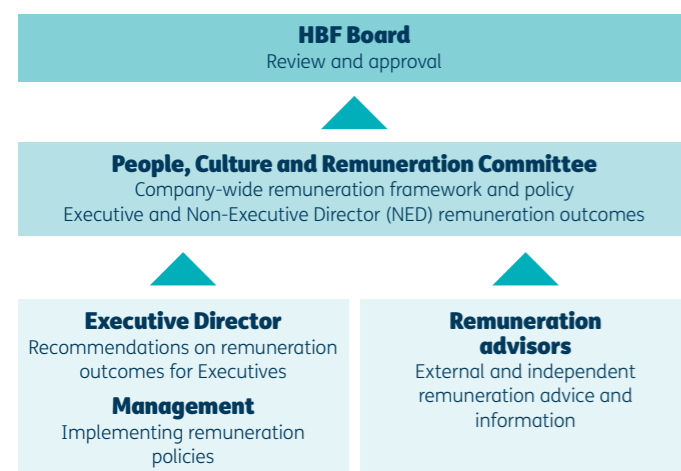 HBF Board
Review and approval
People, Culture and Remuneration Committee
Company-wide remuneration framework and policy
Executive and Non-Executive Director (NED) remuneration outcomes
Executive Director
Recommendations on remuneration
outcomes for Executives
Management
Implementing remuneration
policies
Remuneration
advisors
External and independent
remuneration advice and
information